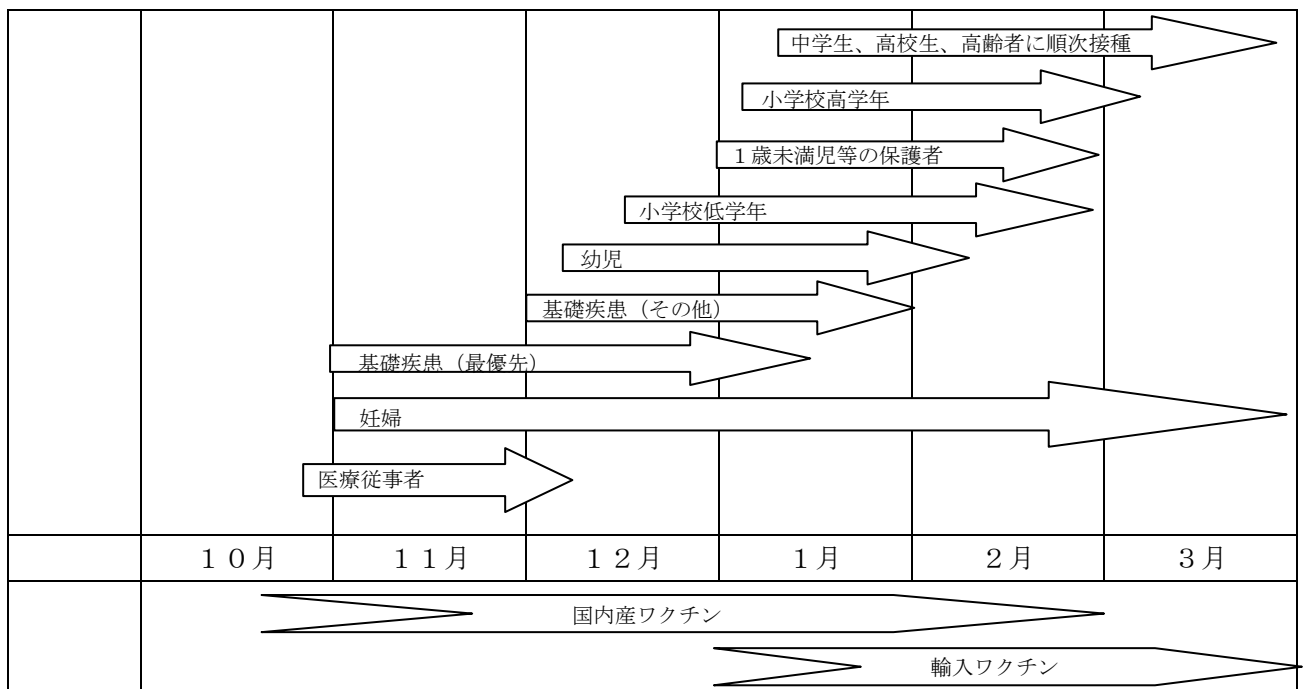 中学生、高校生、高齢者に順次接種
小学校高学年
１歳未満児等の保護者
小学校低学年
幼児
基礎疾患（その他）
基礎疾患（最優先）
妊婦
医療従事者
１０月
１１月
１２月
１月
２月
３月
国内産ワクチン
輸入ワクチン